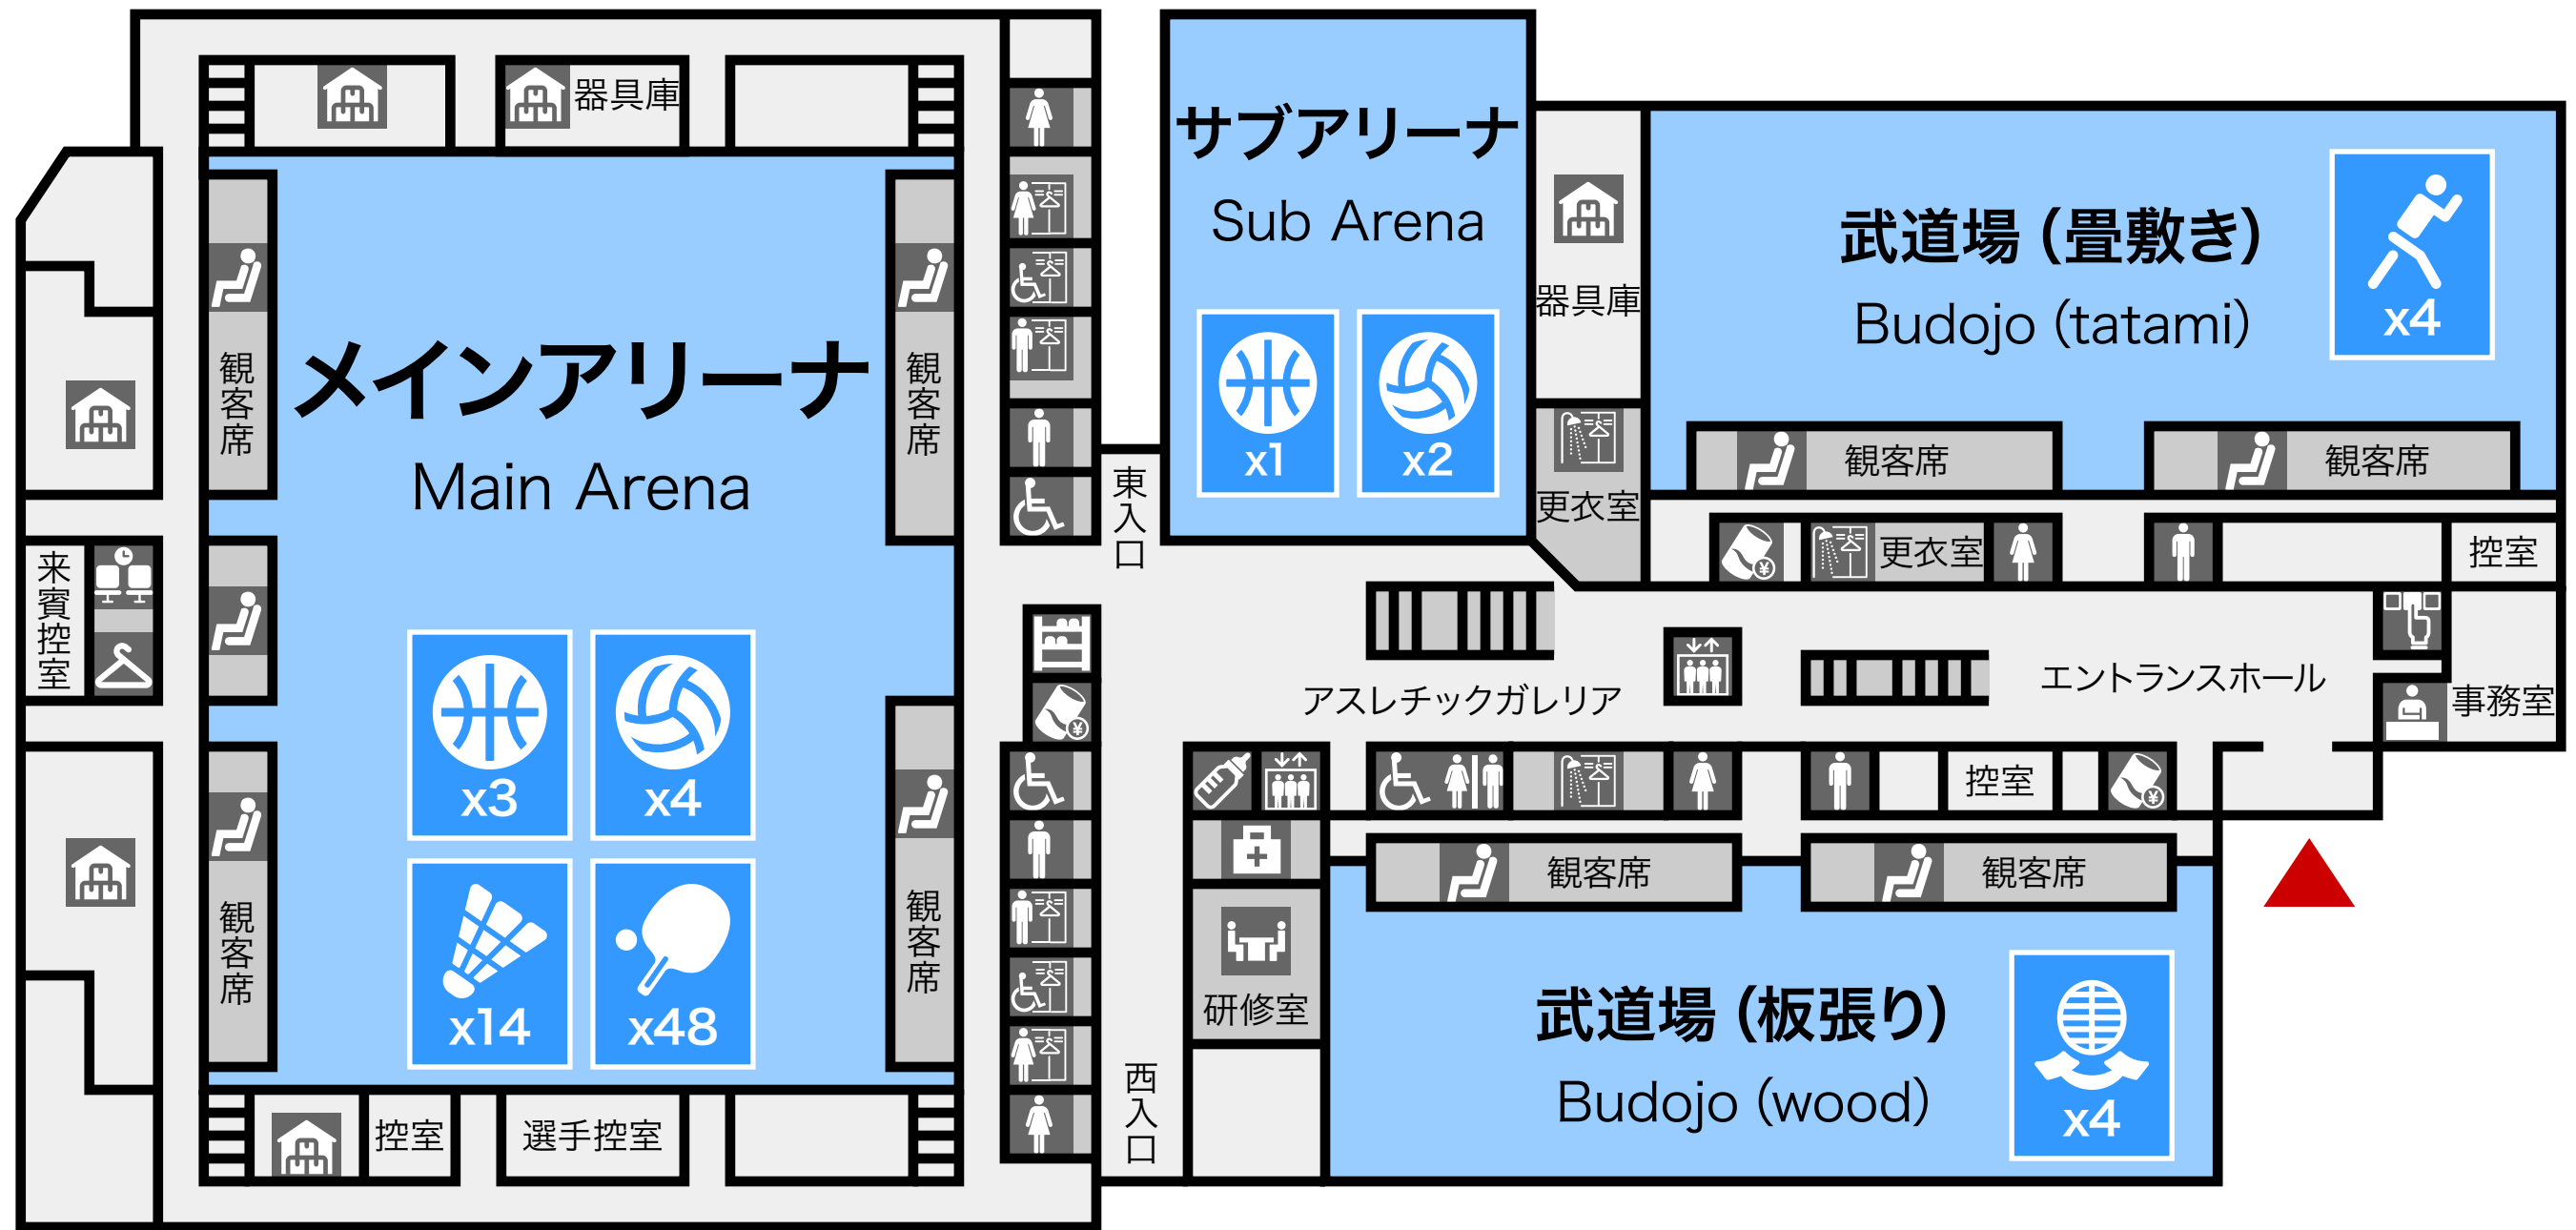 器具庫
メインアリーナ
Main Arena
観客席
観客席
観客席
観客席
x3
x4
x14
x48
来賓控室
控室
選手控室
東入口
西入口
サブアリーナ
Sub Arena
x1
x2
器具庫
更衣室
武道場（畳敷き）
Budojo（tatami）
x4
観客席
観客席
¥
更衣室
控室
アスレチックガレリア
エントランスホール
事務室
¥
控室
¥
研修室
観客席
観客席
武道場（板張り）
Budojo（wood）
x4